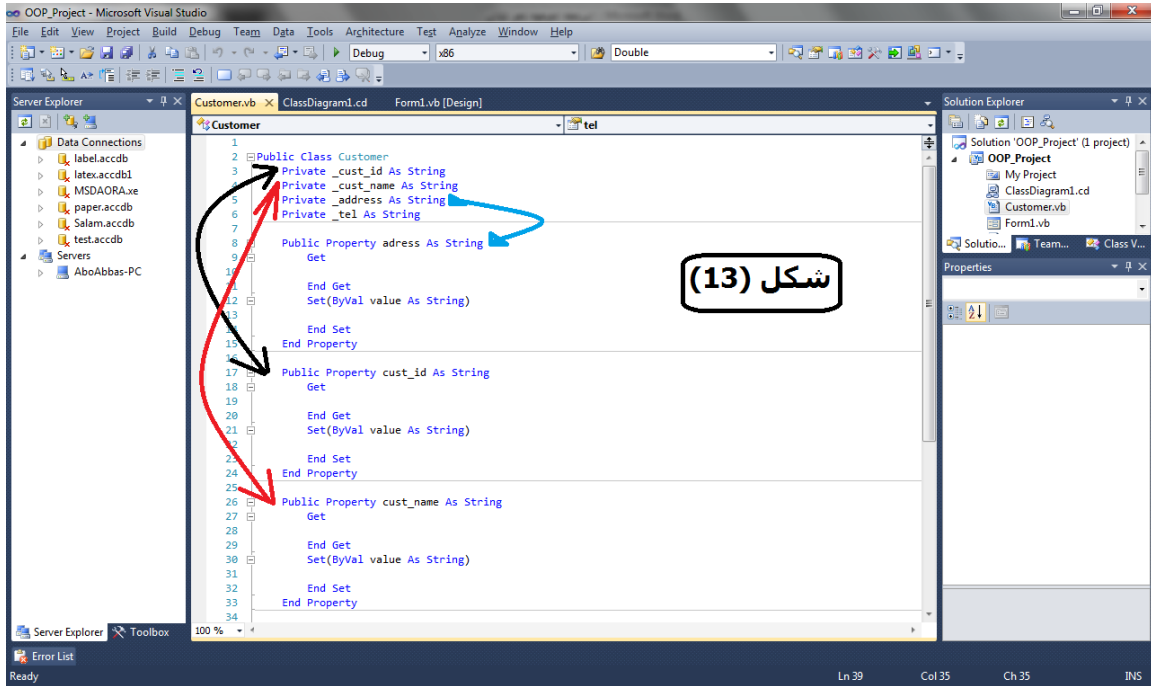 OOP_Project - Microsoft Visual Studio
File Edit View Project Build Debug Team Data Tools Architecture Test Analyze Window Help
Debug x86 Double
Server Explorer
Data Connections
label.accdb
latex.accdb1
MSDAORA.xe
paper.accdb
Salam.accdb
test.accdb
Servers
AboAbbas-PC
Server Explorer Toolbox
Customer.vb ClassDiagram1.cd Form1.vb [Design]
Customer tel
1
2 Public Class Customer
3 Private _cust_id As String
4 Private _cust_name As String
5 Private _address As String
6 Private _tel As String
7
8 Public Property adress As String
9 Get
10
11 End Get
12 Set(ByVal value As String)
13
14 End Set
15 End Property
16
17 Public Property cust_id As String
18 Get
19
20 End Get
21 Set(ByVal value As String)
22
23 End Set
24 End Property
25
26 Public Property cust_name As String
27 Get
28
29 End Get
30 Set(ByVal value As String)
31
32 End Set
33 End Property
34
شكل (13)
100 %
Solution Explorer
Solution 'OOP_Project' (1 project)
OOP_Project
My Project
ClassDiagram1.cd
Customer.vb
Form1.vb
Solutio... Team... Class V...
Properties
Error List
Ready Ln 39 Col 35 Ch 35 INS